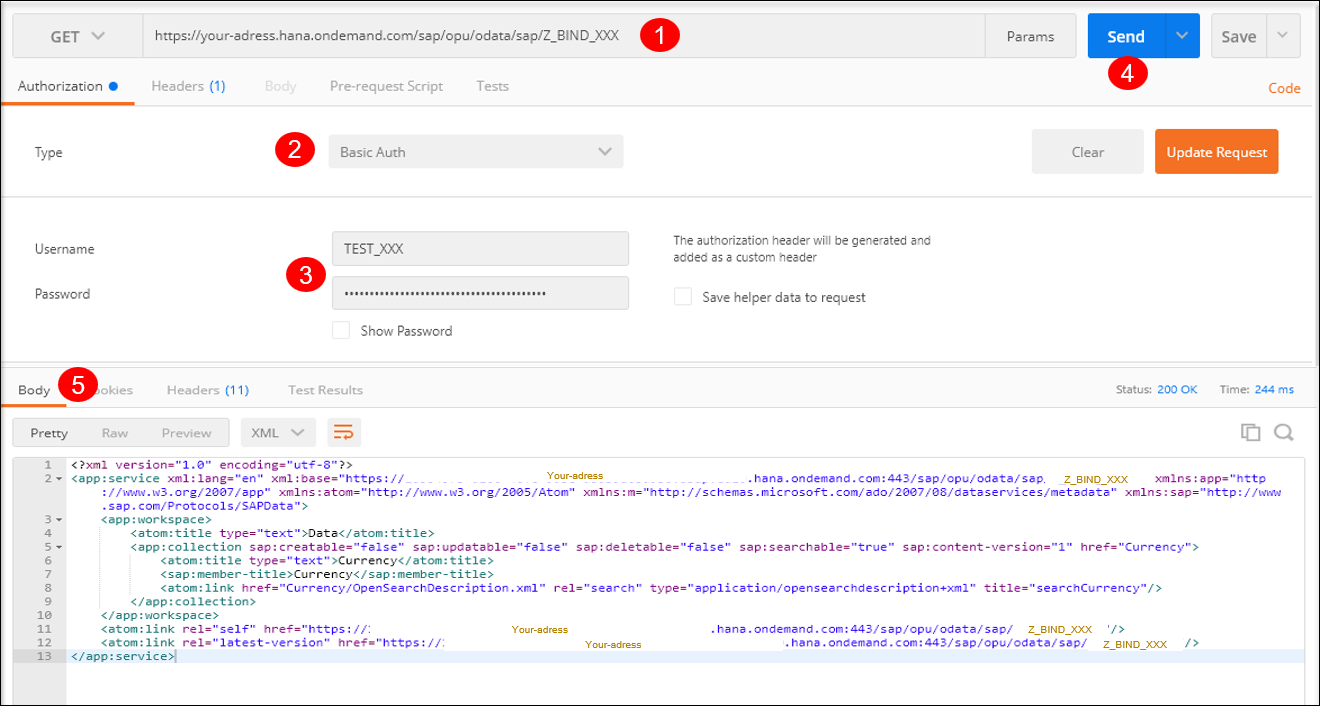 GET https://your-adress.hana.ondemand.com/sap/opu/odata/sap/Z_BIND_XXX 1 Params Send Save
4
Authorization Headers (1) Body Pre-request Script Tests Code
Type 2 Basic Auth Clear Update Request
Username TEST_XXX The authorization header will be generated and
added as a custom header
3
Password •••••••••••••••••••••••••••••••••••••••• Save helper data to request
Show Password
Body 5 ookies Headers (11) Test Results Status: 200 OK Time: 244 ms
Pretty Raw Preview XML
1 <?xml version="1.0" encoding="utf-8"?>
2 <app:service xml:lang="en" xml:base="https:/ Your-adress .hana.ondemand.com:443/sap/opu/odata/sap, Z_BIND_XXX xmlns:app="http
://www.w3.org/2007/app" xmlns:atom="http://www.w3.org/2005/Atom" xmlns:m="http://schemas.microsoft.com/ado/2007/08/dataservices/metadata" xmlns:sap="http://www
.sap.com/Protocols/SAPData">
3 <app:workspace>
4 <atom:title type="text">Data</atom:title>
5 <app:collection sap:creatable="false" sap:updatable="false" sap:deletable="false" sap:searchable="true" sap:content-version="1" href="Currency">
6 <atom:title type="text">Currency</atom:title>
7 <sap:member-title>Currency</sap:member-title>
8 <atom:link href="Currency/OpenSearchDescription.xml" rel="search" type="application/opensearchdescription+xml" title="searchCurrency"/>
9 </app:collection>
10 </app:workspace>
11 <atom:link rel="self" href="https:// Your-adress .hana.ondemand.com:443/sap/opu/odata/sap/ Z_BIND_XXX '/>
12 <atom:link rel="latest-version" href="https:// Your-adress .hana.ondemand.com:443/sap/opu/odata/sap/ Z_BIND_XXX />
13 </app:service>